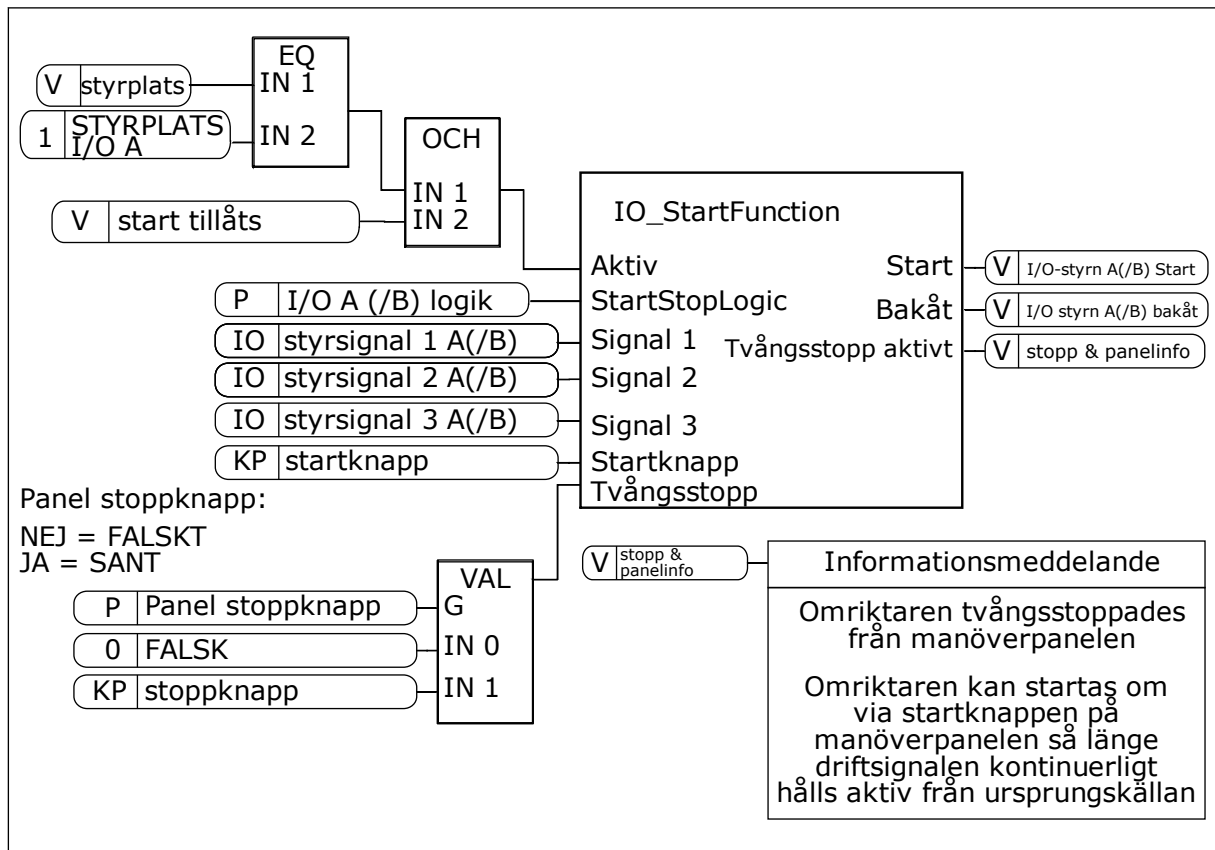 EQ
V styrplats
IN 1
1 STYRPLATS
I/O A
IN 2
OCH
IN 1
V start tillåts
IN 2
IO_StartFunction
Aktiv
Start
V I/O-styrn A(/B) Start
P I/O A (/B) logik
StartStopLogic
Bakåt
V I/O styrn A(/B) bakåt
IO styrsignal 1 A(/B)
Signal 1
Tvångsstopp aktivt
V stopp & panelinfo
IO styrsignal 2 A(/B)
Signal 2
IO styrsignal 3 A(/B)
Signal 3
KP startknapp
Startknapp
Tvångsstopp
Panel stoppknapp:
NEJ = FALSKT
JA = SANT
VAL
P Panel stoppknapp
G
0 FALSK
IN 0
KP stoppknapp
IN 1
V stopp &
panelinfo
Informationsmeddelande
Omriktaren tvångsstoppades
från manöverpanelen
Omriktaren kan startas om
via startknappen på
manöverpanelen så länge
driftsignalen kontinuerligt
hålls aktiv från ursprungskällan